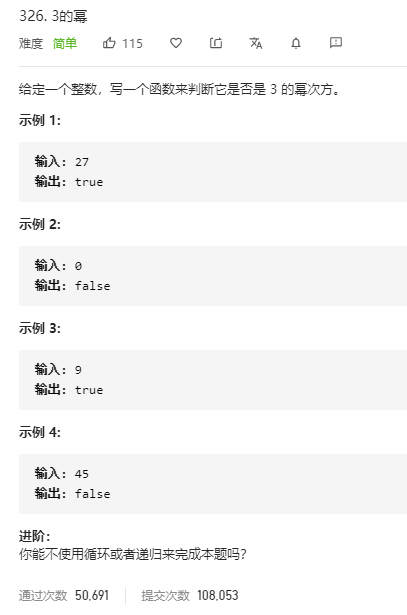 326. 3的幂
难度 简单 115
给定一个整数，写一个函数来判断它是否是 3 的幂次方。
示例 1:
输入: 27
输出: true
示例 2:
输入: 0
输出: false
示例 3:
输入: 9
输出: true
示例 4:
输入: 45
输出: false
进阶：
你能不使用循环或者递归来完成本题吗？
通过次数 50,691 提交次数 108,053